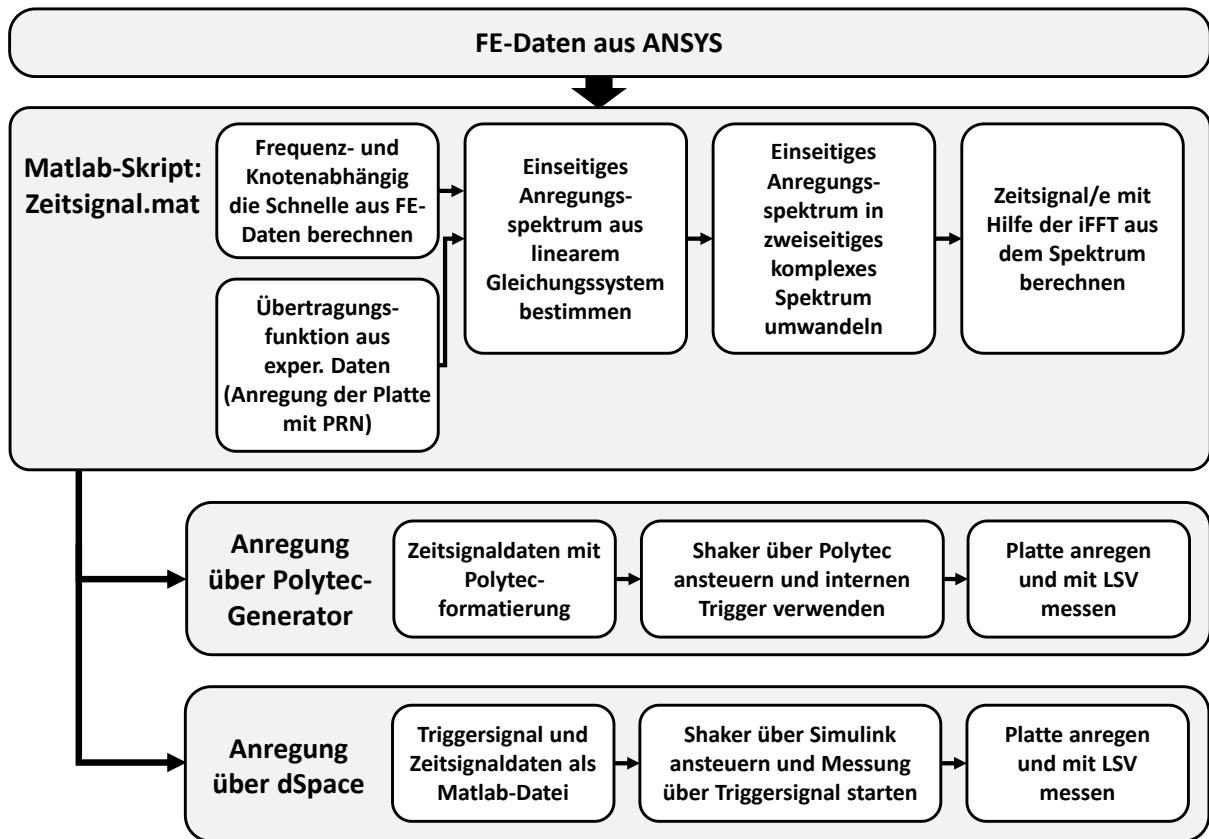 FE-Daten aus ANSYS
Matlab-Skript:
Zeitsignal.mat
Frequenz- und
Knotenabhängig
die Schnelle aus FE-
Daten berechnen
Übertragungs-
funktion aus
exper. Daten
(Anregung der Platte
mit PRN)
Einseitiges
Anregungs-
spektrum aus
linearem
Gleichungssystem
bestimmen
Einseitiges
Anregungs-
spektrum in
zweiseitiges
komplexes
Spektrum
umwandeln
Zeitsignal/e mit
Hilfe der iFFT aus
dem Spektrum
berechnen
Anregung
über Polytec-
Generator
Zeitsignaldaten mit
Polytec-
formatierung
Shaker über Polytec
ansteuern und internen
Trigger verwenden
Platte anregen
und mit LSV
messen
Anregung
über dSpace
Triggersignal und
Zeitsignaldaten als
Matlab-Datei
Shaker über Simulink
ansteuern und Messung
über Triggersignal starten
Platte anregen
und mit LSV
messen